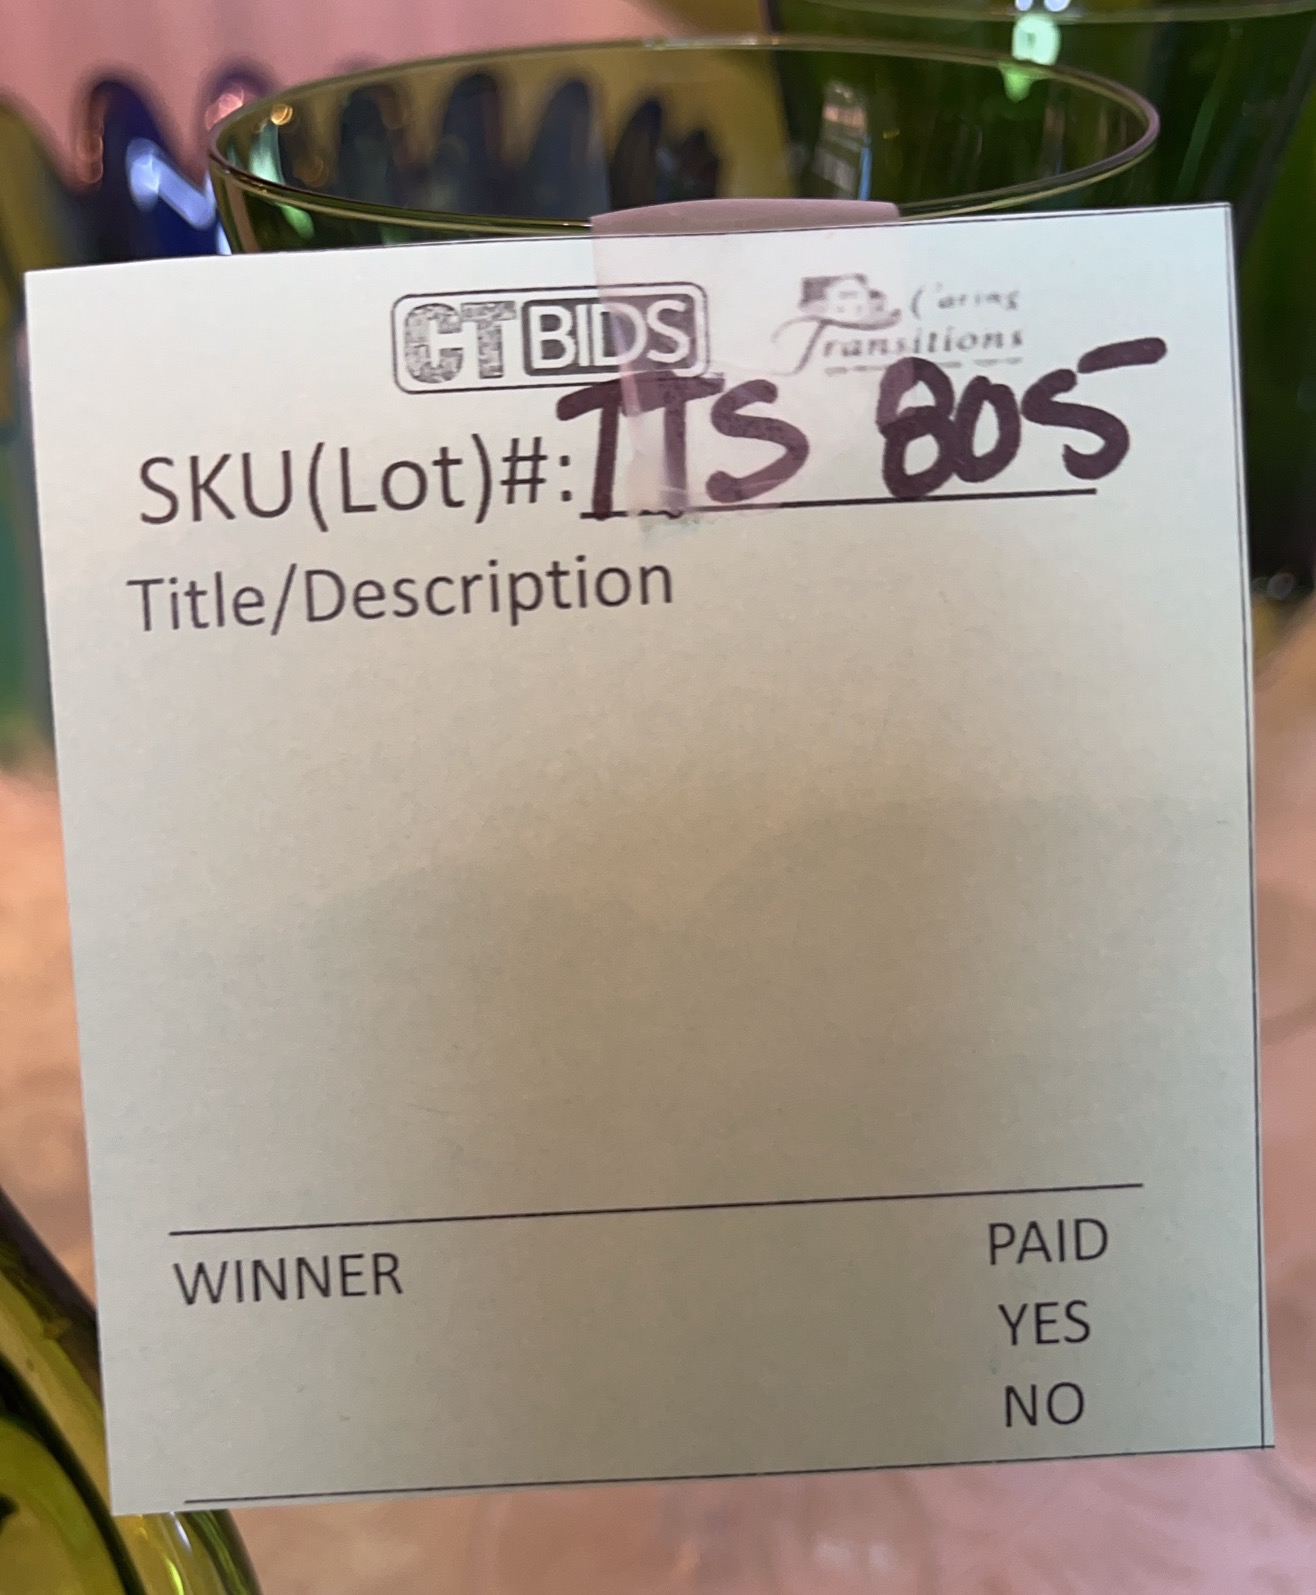 CT BIDS
Caring
Transitions
SKU(Lot)#: TTS 805
Title/Description
WINNER
PAID
YES
NO